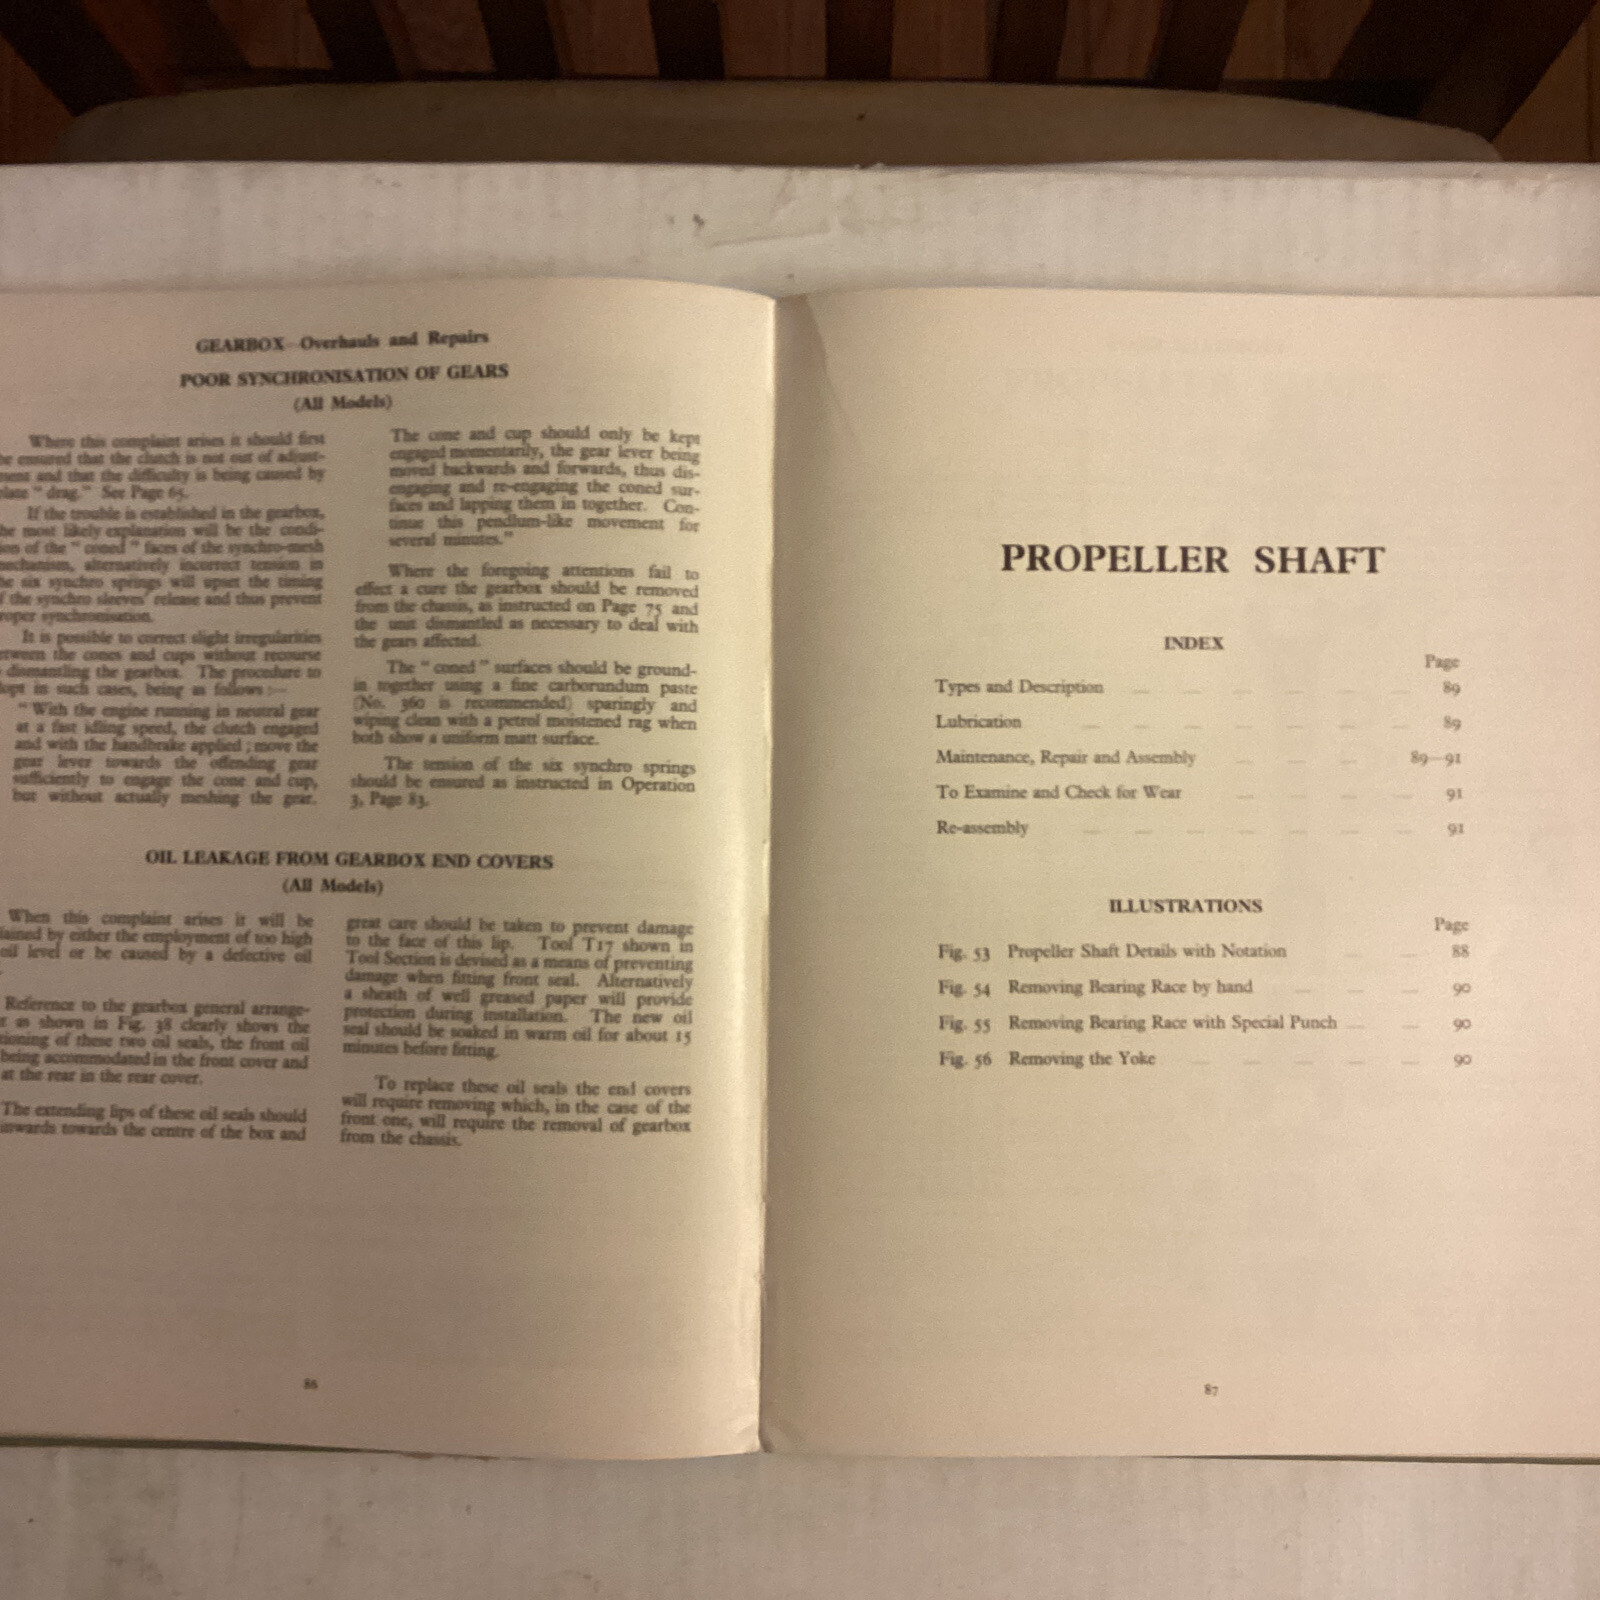 GEARBOX—Overhauls and Repairs
POOR SYNCHRONISATION OF GEARS
(All Models)
Where this complaint arises it should first
ensured that the clutch is not out of adjust-
and that the difficulty is being caused by
"drag." See Page 65.
If the trouble is established in the gearbox,
most likely explanation will be the condi-
of the "coned" faces of the synchro-mesh
alternatively incorrect tension in
six synchro springs will upset the timing
the synchro sleeves' release and thus prevent
synchronisation.
It is possible to correct slight irregularities
the cones and cups without recourse
dismantling the gearbox. The procedure to
in such cases, being as follows :—
"With the engine running in neutral gear
at a fast idling speed, the clutch engaged
and with the handbrake applied ; move the
gear lever towards the offending gear
sufficiently to engage the cone and cup,
but without actually meshing the gear.
The cone and cup should only be kept
engaged momentarily, the gear lever being
moved backwards and forwards, thus dis-
engaging and re-engaging the coned sur-
faces and lapping them in together. Con-
tinue this pendlum-like movement for
several minutes."
Where the foregoing attentions fail to
effect a cure the gearbox should be removed
from the chassis, as instructed on Page 75 and
the unit dismantled as necessary to deal with
the gears affected.
The "coned" surfaces should be ground-
in together using a fine carborundum paste
(No. 360 is recommended) sparingly and
wiping clean with a petrol moistened rag when
both show a uniform matt surface.
The tension of the six synchro springs
should be ensured as instructed in Operation
3, Page 83.
OIL LEAKAGE FROM GEARBOX END COVERS
(All Models)
When this complaint arises it will be
by either the employment of too high
oil level or be caused by a defective oil
Reference to the gearbox general arrange-
as shown in Fig. 38 clearly shows the
of these two oil seals, the front oil
being accommodated in the front cover and
at the rear in the rear cover.
The extending lips of these oil seals should
inwards towards the centre of the box and
great care should be taken to prevent damage
to the face of this lip. Tool T17 shown in
Tool Section is devised as a means of preventing
damage when fitting front seal. Alternatively
a sheath of well greased paper will provide
protection during installation. The new oil
seal should be soaked in warm oil for about 15
minutes before fitting.
To replace these oil seals the end covers
will require removing which, in the case of the
front one, will require the removal of gearbox
from the chassis.
86
PROPELLER SHAFT
INDEX
Page
Types and Description 89
Lubrication 89
Maintenance, Repair and Assembly 89—91
To Examine and Check for Wear 91
Re-assembly 91
ILLUSTRATIONS
Page
Fig. 53 Propeller Shaft Details with Notation 88
Fig. 54 Removing Bearing Race by hand 90
Fig. 55 Removing Bearing Race with Special Punch 90
Fig. 56 Removing the Yoke 90
87